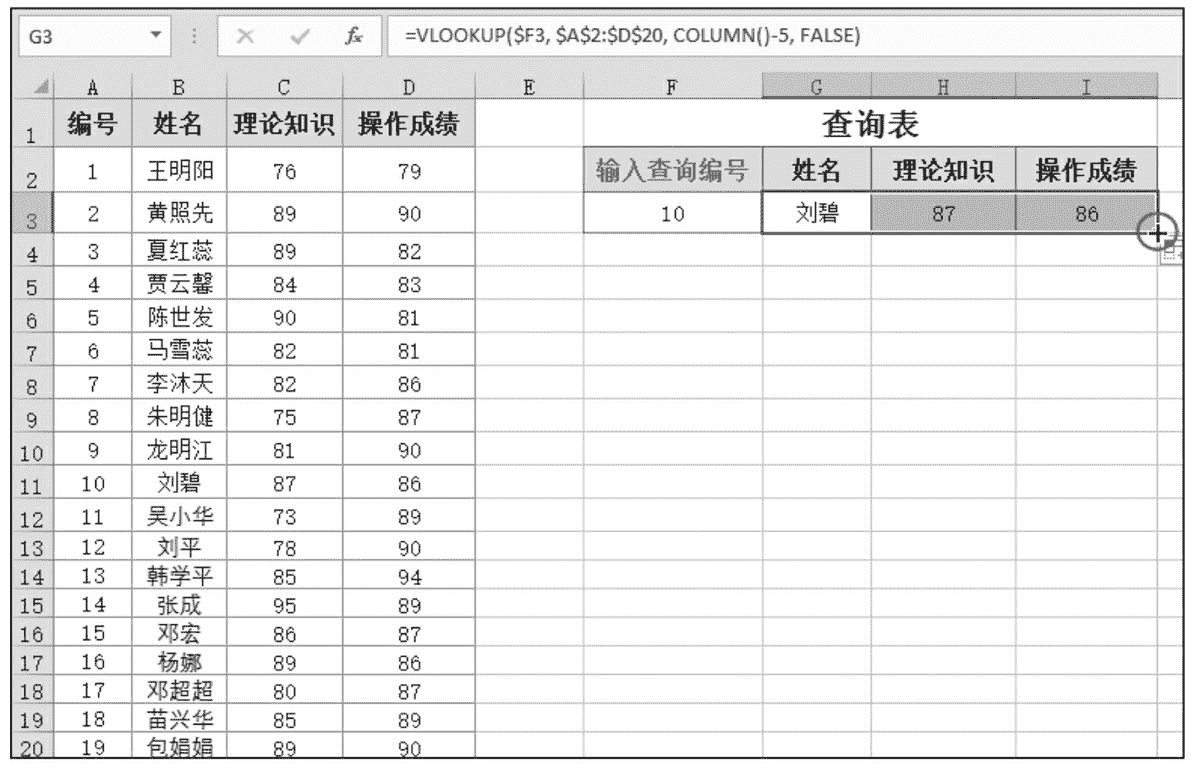 G3 fx =VLOOKUP($F3, $A$2:$D$20, COLUMN()-5, FALSE)
A B C D E F G H I
1 编号 姓名 理论知识 操作成绩 查询表
2 1 王明阳 76 79 输入查询编号 姓名 理论知识 操作成绩
3 2 黄照先 89 90 10 刘碧 87 86
4 3 夏红蕊 89 82
5 4 贾云馨 84 83
6 5 陈世发 90 81
7 6 马雪蕊 82 81
8 7 李沐天 82 86
9 8 朱明健 75 87
10 9 龙明江 81 90
11 10 刘碧 87 86
12 11 吴小华 73 89
13 12 刘平 78 90
14 13 韩学平 85 94
15 14 张成 95 89
16 15 邓宏 86 87
17 16 杨娜 89 86
18 17 邓超超 80 87
19 18 苗兴华 85 89
20 19 包娟娟 89 90